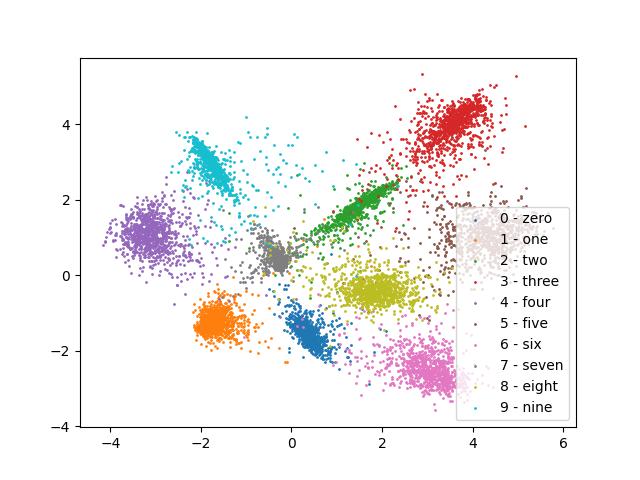 4
2
0
−2
−4
0 - zero
1 - one
2 - two
3 - three
4 - four
5 - five
6 - six
7 - seven
8 - eight
9 - nine
−4 −2 0 2 4 6